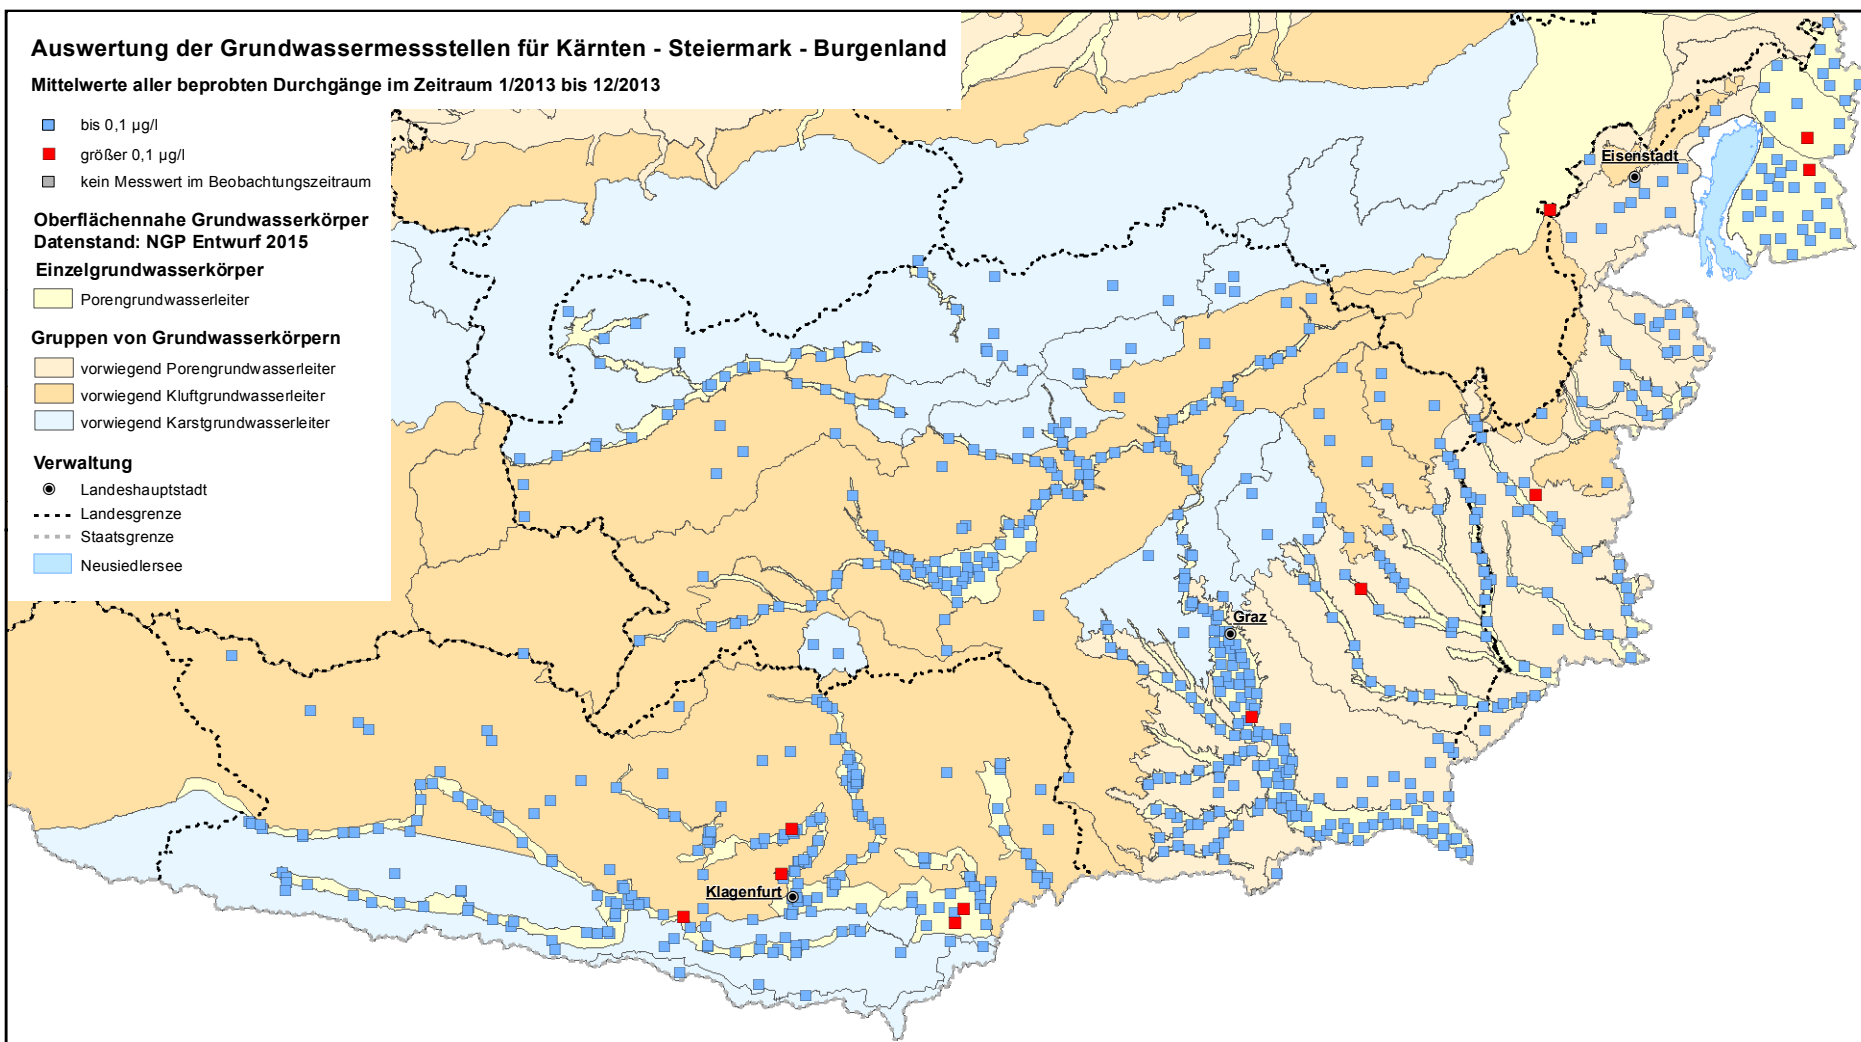 Auswertung der Grundwassermessstellen für Kärnten - Steiermark - Burgenland
Mittelwerte aller beprobten Durchgänge im Zeitraum 1/2013 bis 12/2013
bis 0,1 µg/l
größer 0,1 µg/l
kein Messwert im Beobachtungszeitraum
Oberflächennahe Grundwasserkörper
Datenstand: NGP Entwurf 2015
Einzelgrundwasserkörper
Porengrundwasserleiter
Gruppen von Grundwasserkörpern
vorwiegend Porengrundwasserleiter
vorwiegend Kluftgrundwasserleiter
vorwiegend Karstgrundwasserleiter
Verwaltung
Landeshauptstadt
Landesgrenze
Staatsgrenze
Neusiedlersee
Eisenstadt
Graz
Klagenfurt